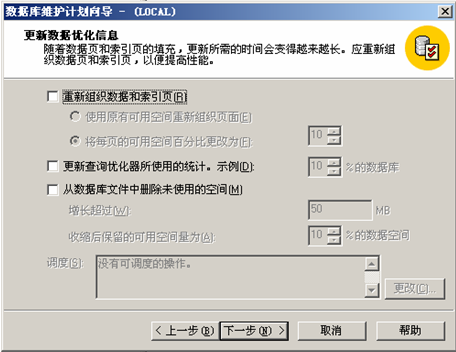 数据库维护计划向导 - (LOCAL)
更新数据优化信息
随着数据页和索引页的填充，更新所需的时间会变得越来越长。应重新组
织数据页和索引页，以便提高性能。
重新组织数据和索引页(R)
使用原有可用空间重新组织页面(E)
将每页的可用空间百分比更改为(F)
10
更新查询优化器所使用的统计。示例(D):
10 %的数据库
从数据库文件中删除未使用的空间(M)
增长超过(W):
50 MB
收缩后保留的可用空间量为(A):
10 %的数据空间
调度(S):
没有可调度的操作。
更改(C)...
< 上一步(B)
下一步(N) >
取消
帮助